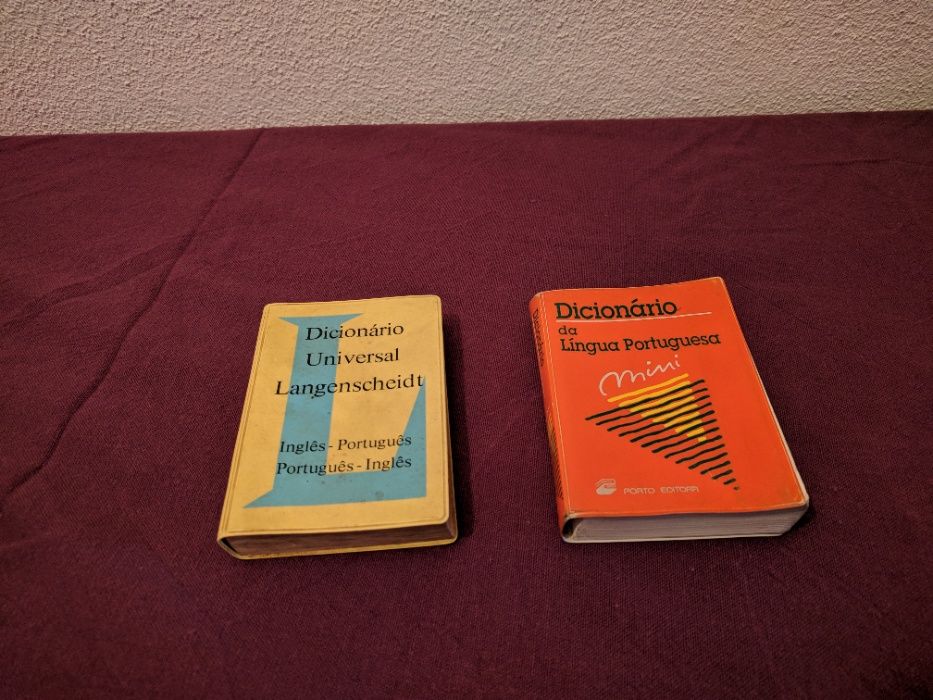 Dicionário
Universal
Langenscheidt
Inglês - Português
Português - Inglês
Dicionário
da
Língua Portuguesa
mini
PORTO EDITORA